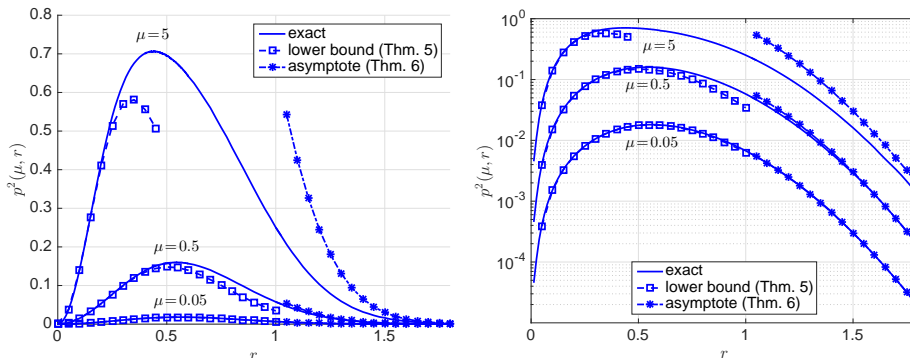 0.8
0.7
0.6
0.5
0.4
0.3
0.2
0.1
0
p²(μ, r)
μ = 5
μ = 0.5
μ = 0.05
exact
lower bound (Thm. 5)
asymptote (Thm. 6)
0 0.5 1 1.5
r
10⁰
10⁻¹
10⁻²
10⁻³
10⁻⁴
p²(μ, r)
μ = 5
μ = 0.5
μ = 0.05
exact
lower bound (Thm. 5)
asymptote (Thm. 6)
0 0.5 1 1.5
r